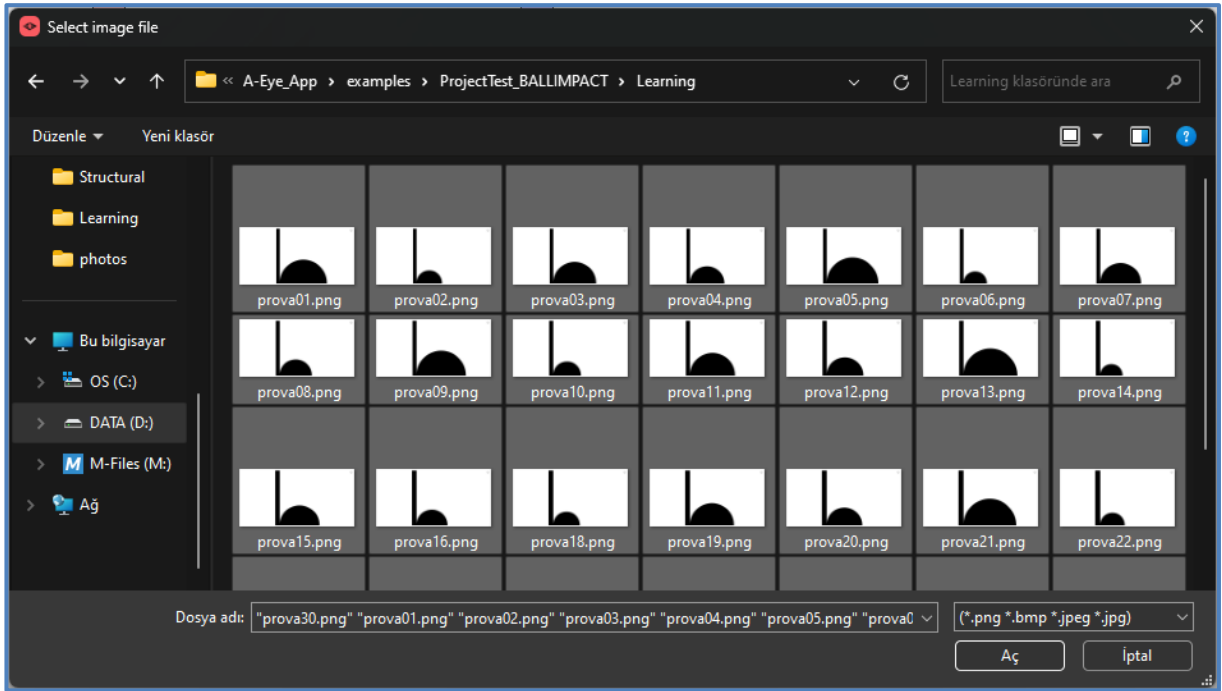 Select image file
« A-Eye_App › examples › ProjectTest_BALLIMPACT › Learning
Learning klasöründe ara
Düzenle Yeni klasör
Structural
Learning
photos
Bu bilgisayar
OS (C:)
DATA (D:)
M-Files (M:)
Ağ
prova01.png prova02.png prova03.png prova04.png prova05.png prova06.png prova07.png
prova08.png prova09.png prova10.png prova11.png prova12.png prova13.png prova14.png
prova15.png prova16.png prova18.png prova19.png prova20.png prova21.png prova22.png
Dosya adı: "prova30.png" "prova01.png" "prova02.png" "prova03.png" "prova04.png" "prova05.png" "prova0
(*.png *.bmp *.jpeg *.jpg)
Aç İptal